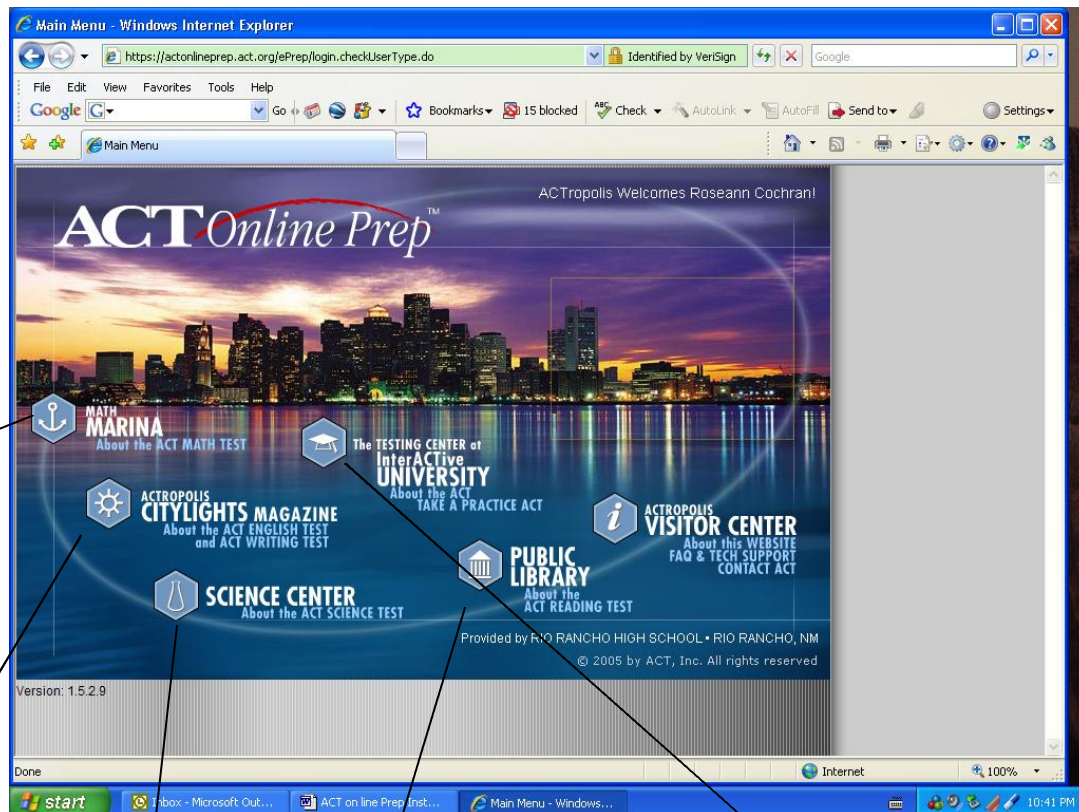 Main Menu - Windows Internet Explorer
https://actonlineprep.act.org/ePrep/login.checkUserType.do
Identified by VeriSign
Google
File Edit View Favorites Tools Help
Google G Go Bookmarks 15 blocked ABC Check AutoLink AutoFill Send to Settings
Main Menu
ACTropolis Welcomes Roseann Cochran!
ACT Online Prep™
MATH
MARINA
About the ACT MATH TEST
The TESTING CENTER at
InterACTive
UNIVERSITY
About the ACT
TAKE A PRACTICE ACT
ACTROPOLIS
CITYLIGHTS MAGAZINE
About the ACT ENGLISH TEST
and ACT WRITING TEST
i
ACTROPOLIS
VISITOR CENTER
About this WEBSITE
FAQ & TECH SUPPORT
CONTACT ACT
PUBLIC
LIBRARY
About the
ACT READING TEST
SCIENCE CENTER
About the ACT SCIENCE TEST
Provided by RIO RANCHO HIGH SCHOOL • RIO RANCHO, NM
© 2005 by ACT, Inc. All rights reserved
Version: 1.5.2.9
Done Internet 100%
start Inbox - Microsoft Out... ACT on line Prep Inst... Main Menu - Windows... 10:41 PM